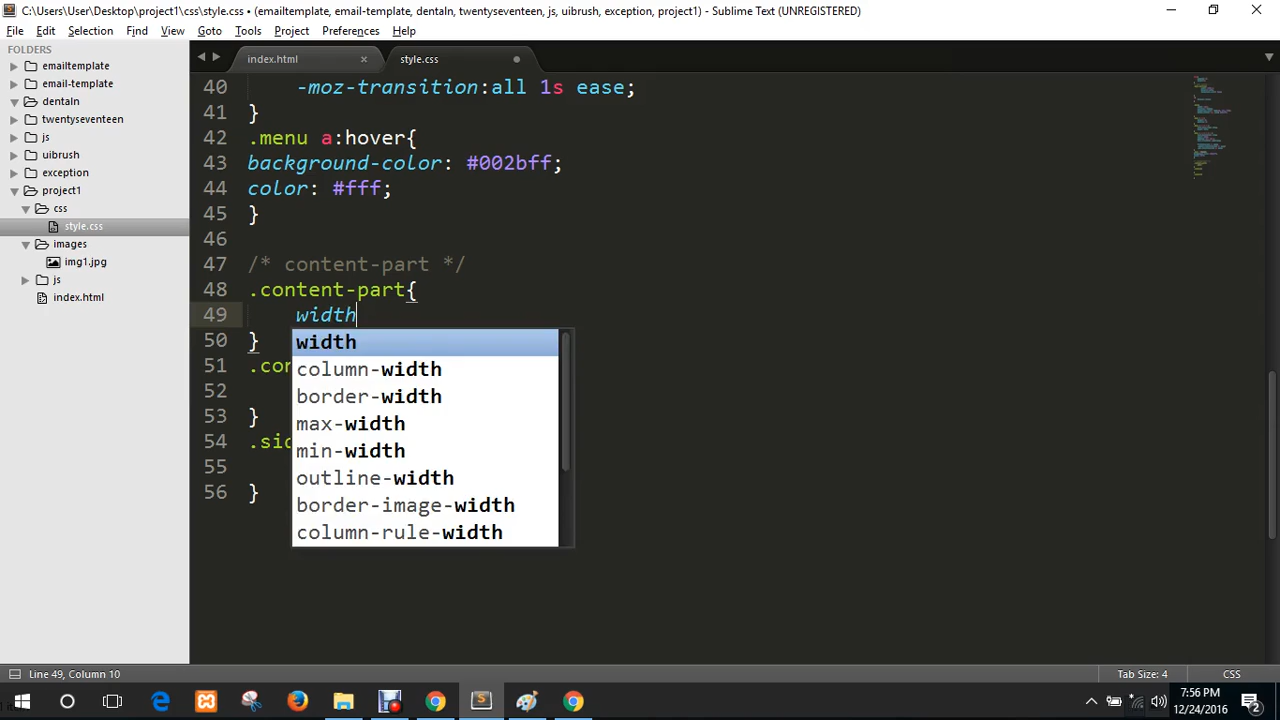 C:\Users\User\Desktop\project1\css\style.css • (emailtemplate, email-template, dentaln, twentyseventeen, js, uibrush, exception, project1) - Sublime Text (UNREGISTERED)
File Edit Selection Find View Goto Tools Project Preferences Help
FOLDERS
emailtemplate
email-template
dentaln
twentyseventeen
js
uibrush
exception
project1
css
style.css
images
img1.jpg
js
index.html
index.html ×
style.css
40 -moz-transition:all 1s ease;
41 }
42 .menu a:hover{
43 background-color: #002bff;
44 color: #fff;
45 }
46
47 /* content-part */
48 .content-part{
49 width
50 }
51 .con
52
53 }
54 .sid
55
56 }
width
column-width
border-width
max-width
min-width
outline-width
border-image-width
column-rule-width
Line 49, Column 10
Tab Size: 4
CSS
7:56 PM
12/24/2016
2